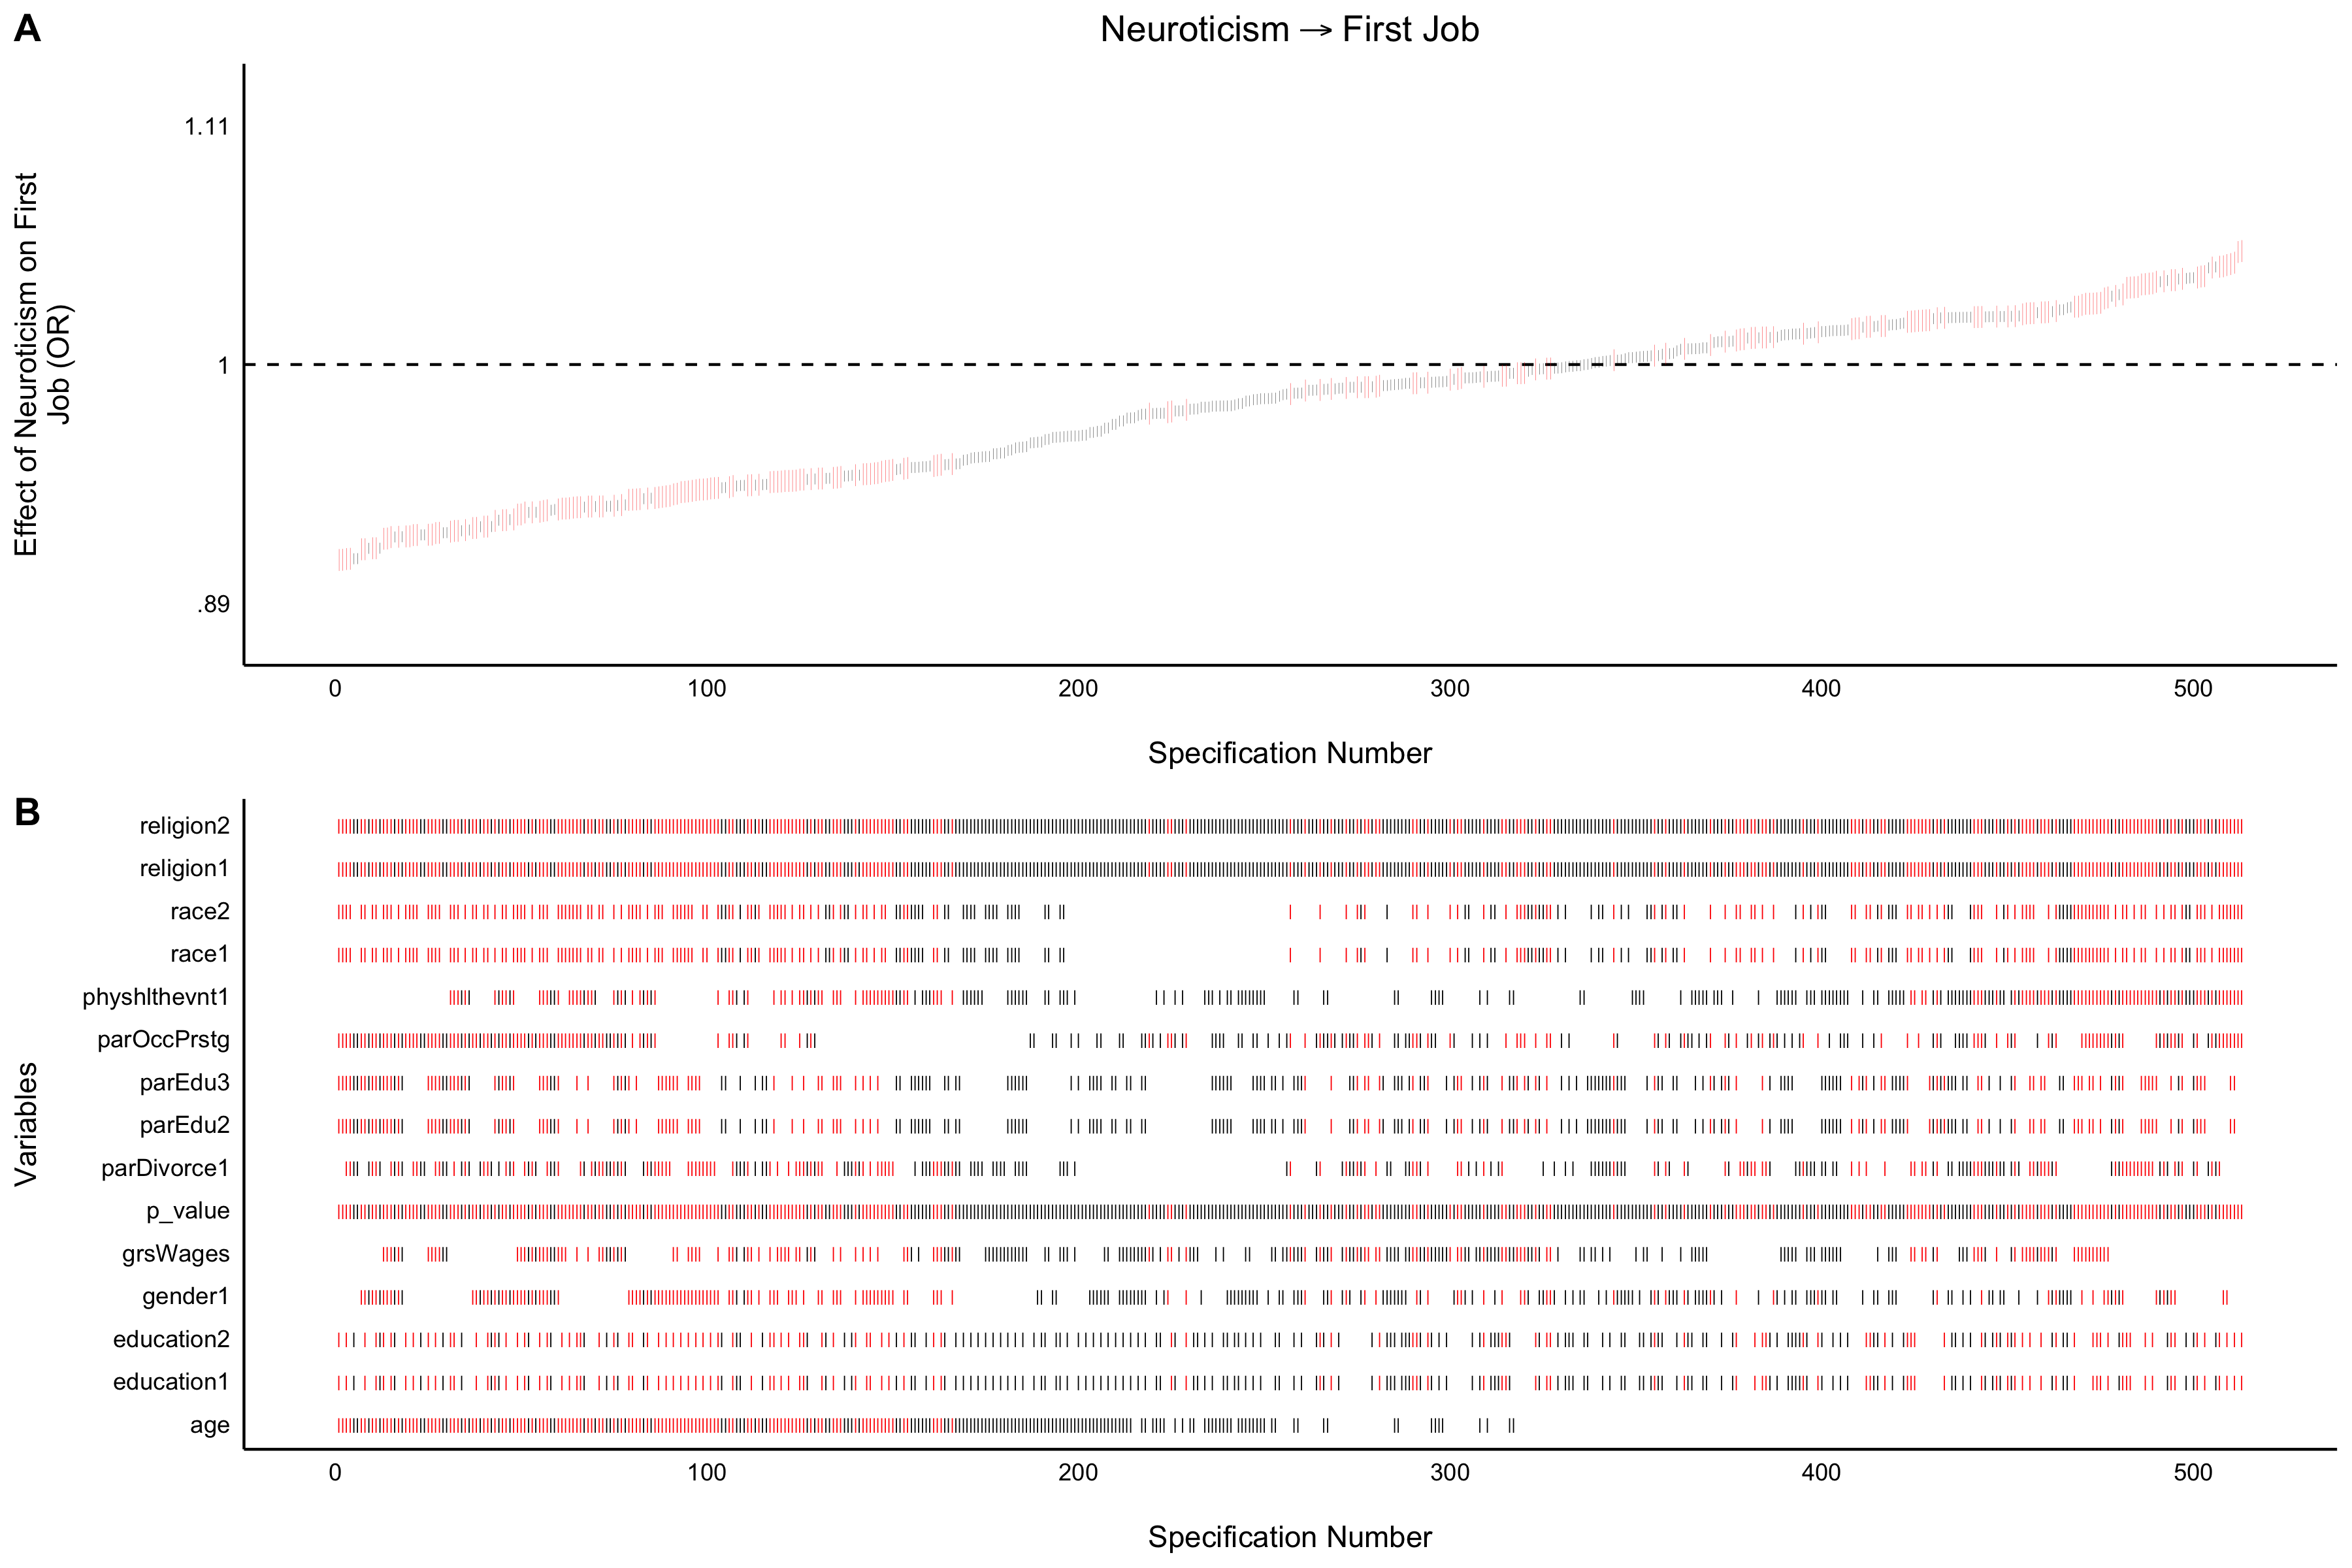 A
Neuroticism → First Job
Effect of Neuroticism on First
Job (OR)
1.11
1
.89
0 100 200 300 400 500
Specification Number
B
Variables
religion2
religion1
race2
race1
physhlthevnt1
parOccPrstg
parEdu3
parEdu2
parDivorce1
p_value
grsWages
gender1
education2
education1
age
0 100 200 300 400 500
Specification Number